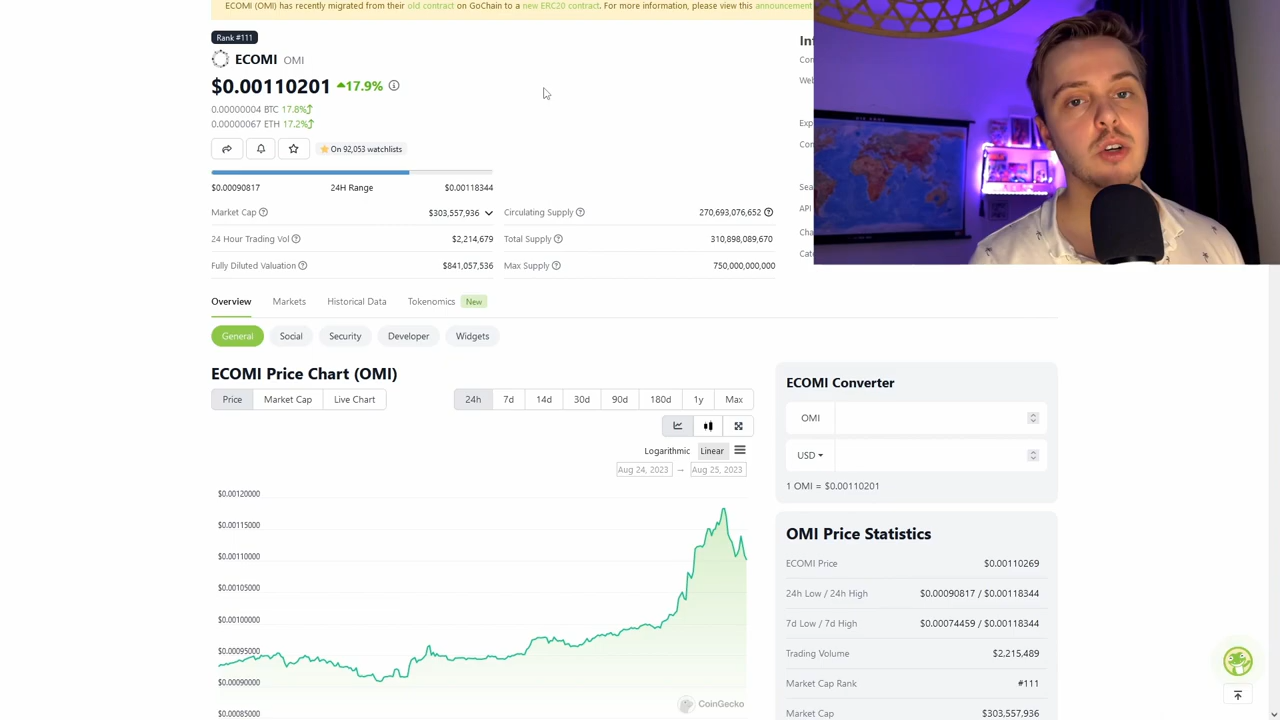 ECOMI (OMI) has recently migrated from their old contract on GoChain to a new ERC20 contract. For more information, please view this announcement
Rank #111
ECOMI OMI
$0.00110201 17.9%
0.00000004 BTC 17.8%
0.00000067 ETH 17.2%
On 92,053 watchlists
$0.00090817 24H Range $0.00118344
Market Cap $303,557,936
Circulating Supply 270,693,076,652
24 Hour Trading Vol $2,214,679
Total Supply 310,898,089,670
Fully Diluted Valuation $841,057,536
Max Supply 750,000,000,000
Inf
Con
Web
Exp
Con
Sea
API
Cha
Cate
Overview Markets Historical Data Tokenomics New
General Social Security Developer Widgets
ECOMI Price Chart (OMI)
Price Market Cap Live Chart
24h 7d 14d 30d 90d 180d 1y Max
Logarithmic Linear
Aug 24, 2023 → Aug 25, 2023
$0.00120000
$0.00115000
$0.00110000
$0.00105000
$0.00100000
$0.00095000
$0.00090000
$0.00085000
CoinGecko
ECOMI Converter
OMI
USD
1 OMI = $0.00110201
OMI Price Statistics
ECOMI Price $0.00110269
24h Low / 24h High $0.00090817 / $0.00118344
7d Low / 7d High $0.00074459 / $0.00118344
Trading Volume $2,215,489
Market Cap Rank #111
Market Cap $303,557,936